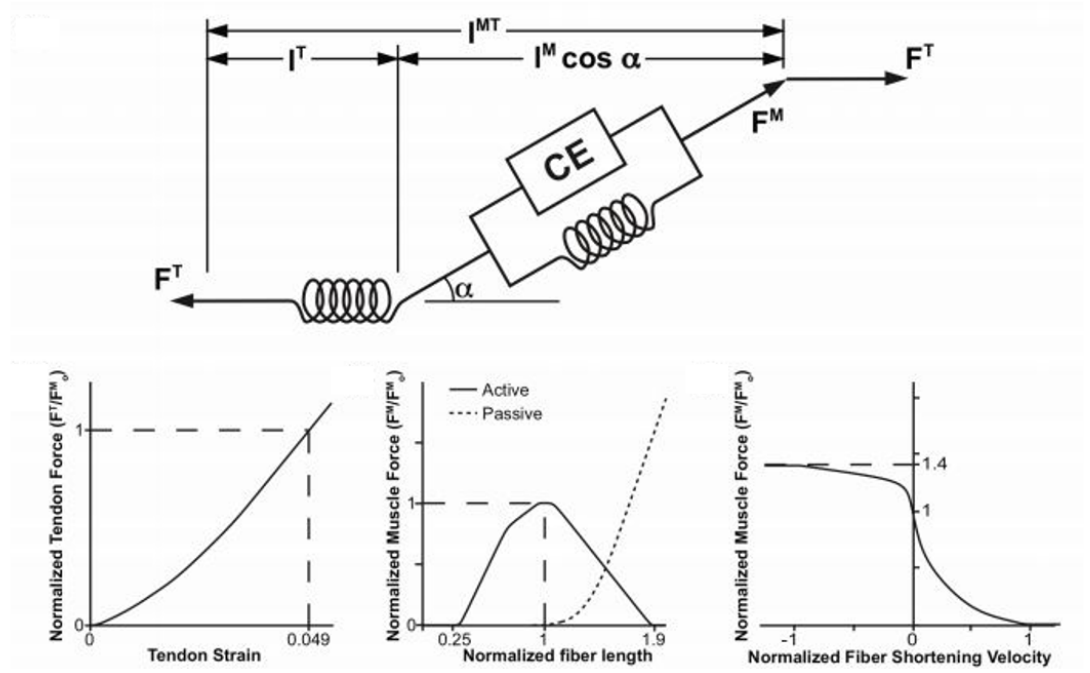 l^MT
l^T
l^M cos α
F^T
F^M
CE
F^T
α
Normalized Tendon Force (F^T/F^M_o)
1
0
0
0.049
Tendon Strain
Normalized Muscle Force (F^M/F^M_o)
Active
Passive
1
0
0.25
1
1.9
Normalized fiber length
Normalized Muscle Force (F^M/F^M_o)
1.4
1
-1
0
1
Normalized Fiber Shortening Velocity